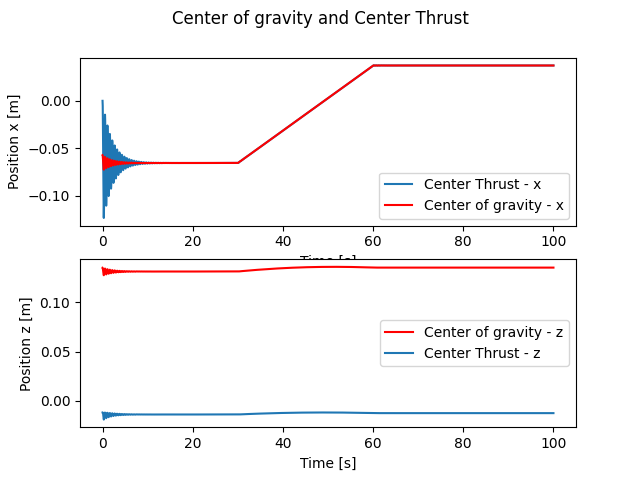 Center of gravity and Center Thrust
Position x [m]
0.00
−0.05
−0.10
Center Thrust - x
Center of gravity - x
0 20 40 60 80 100
Time [s]
Position z [m]
0.10
0.05
0.00
Center of gravity - z
Center Thrust - z
0 20 40 60 80 100
Time [s]